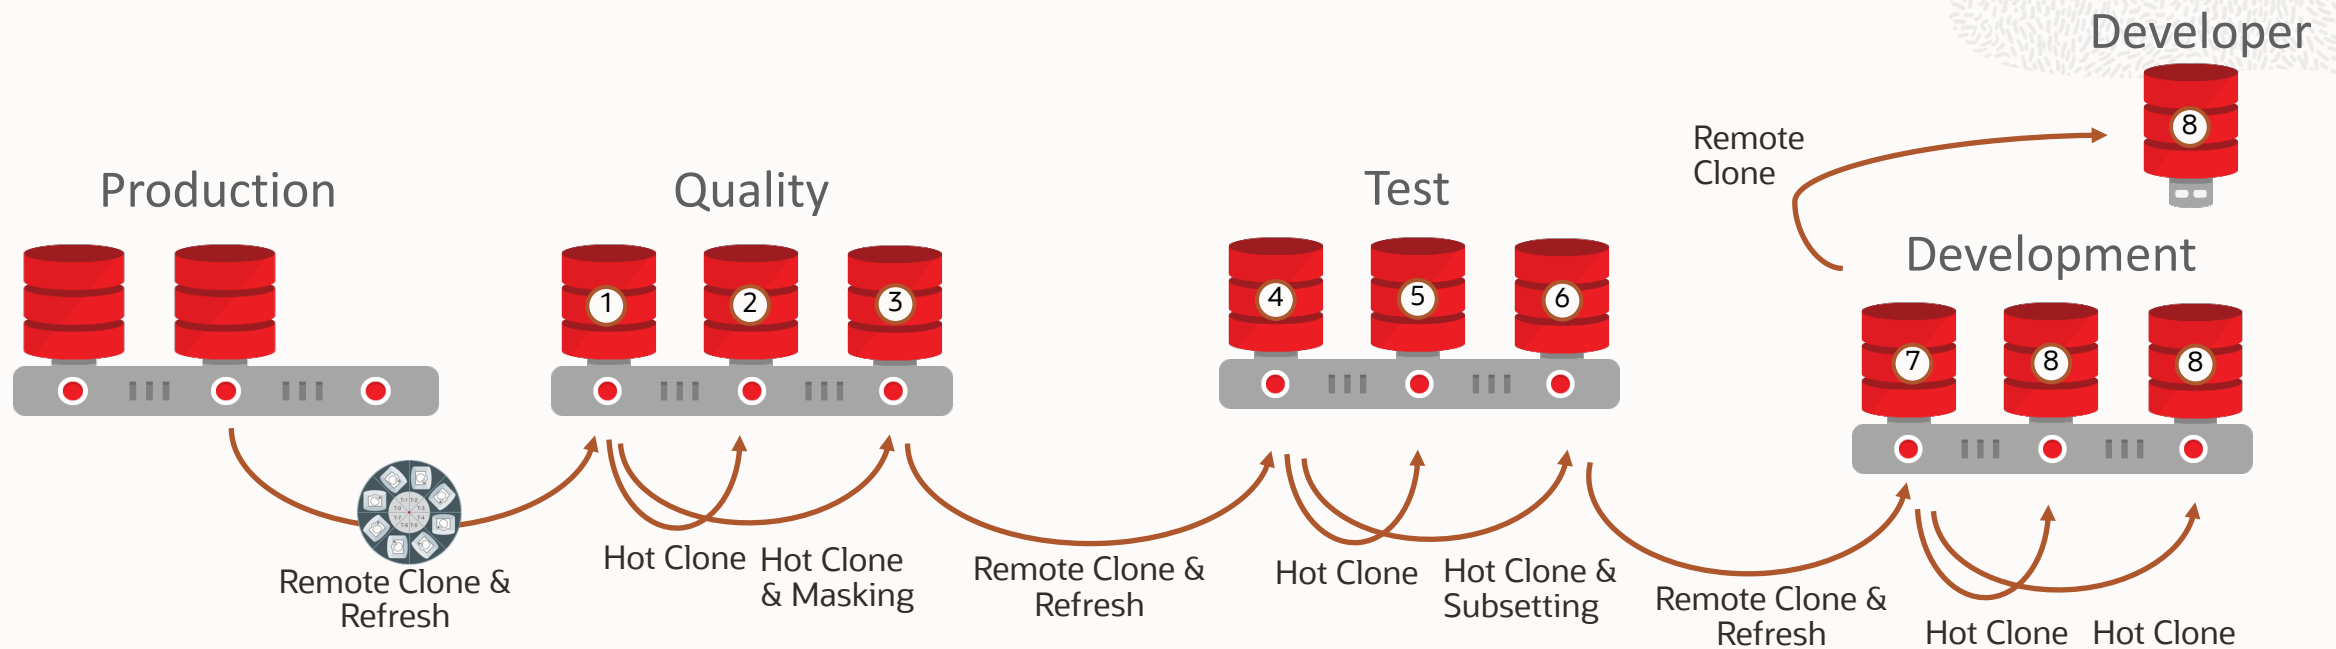 Developer
8
Remote
Clone
Production
Quality
Test
Development
1
2
3
4
5
6
7
8
8
Remote Clone &
Refresh
Hot Clone
Hot Clone
& Masking
Remote Clone &
Refresh
Hot Clone
Hot Clone &
Subsetting
Remote Clone &
Refresh
Hot Clone
Hot Clone